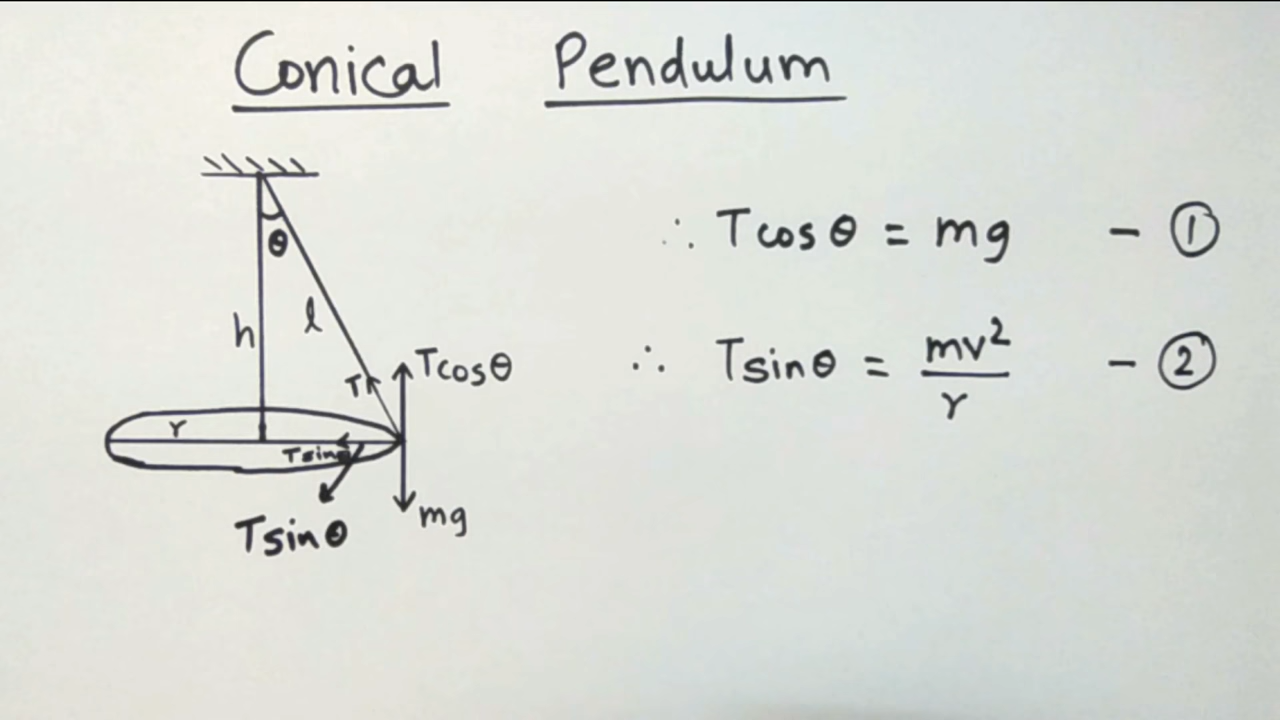 Conical Pendulum
∴ Tcosθ = mg - ①
∴ Tsinθ = mv²/r - ②
θ
h
l
T
Tcosθ
r
Tsinθ
Tsinθ
mg